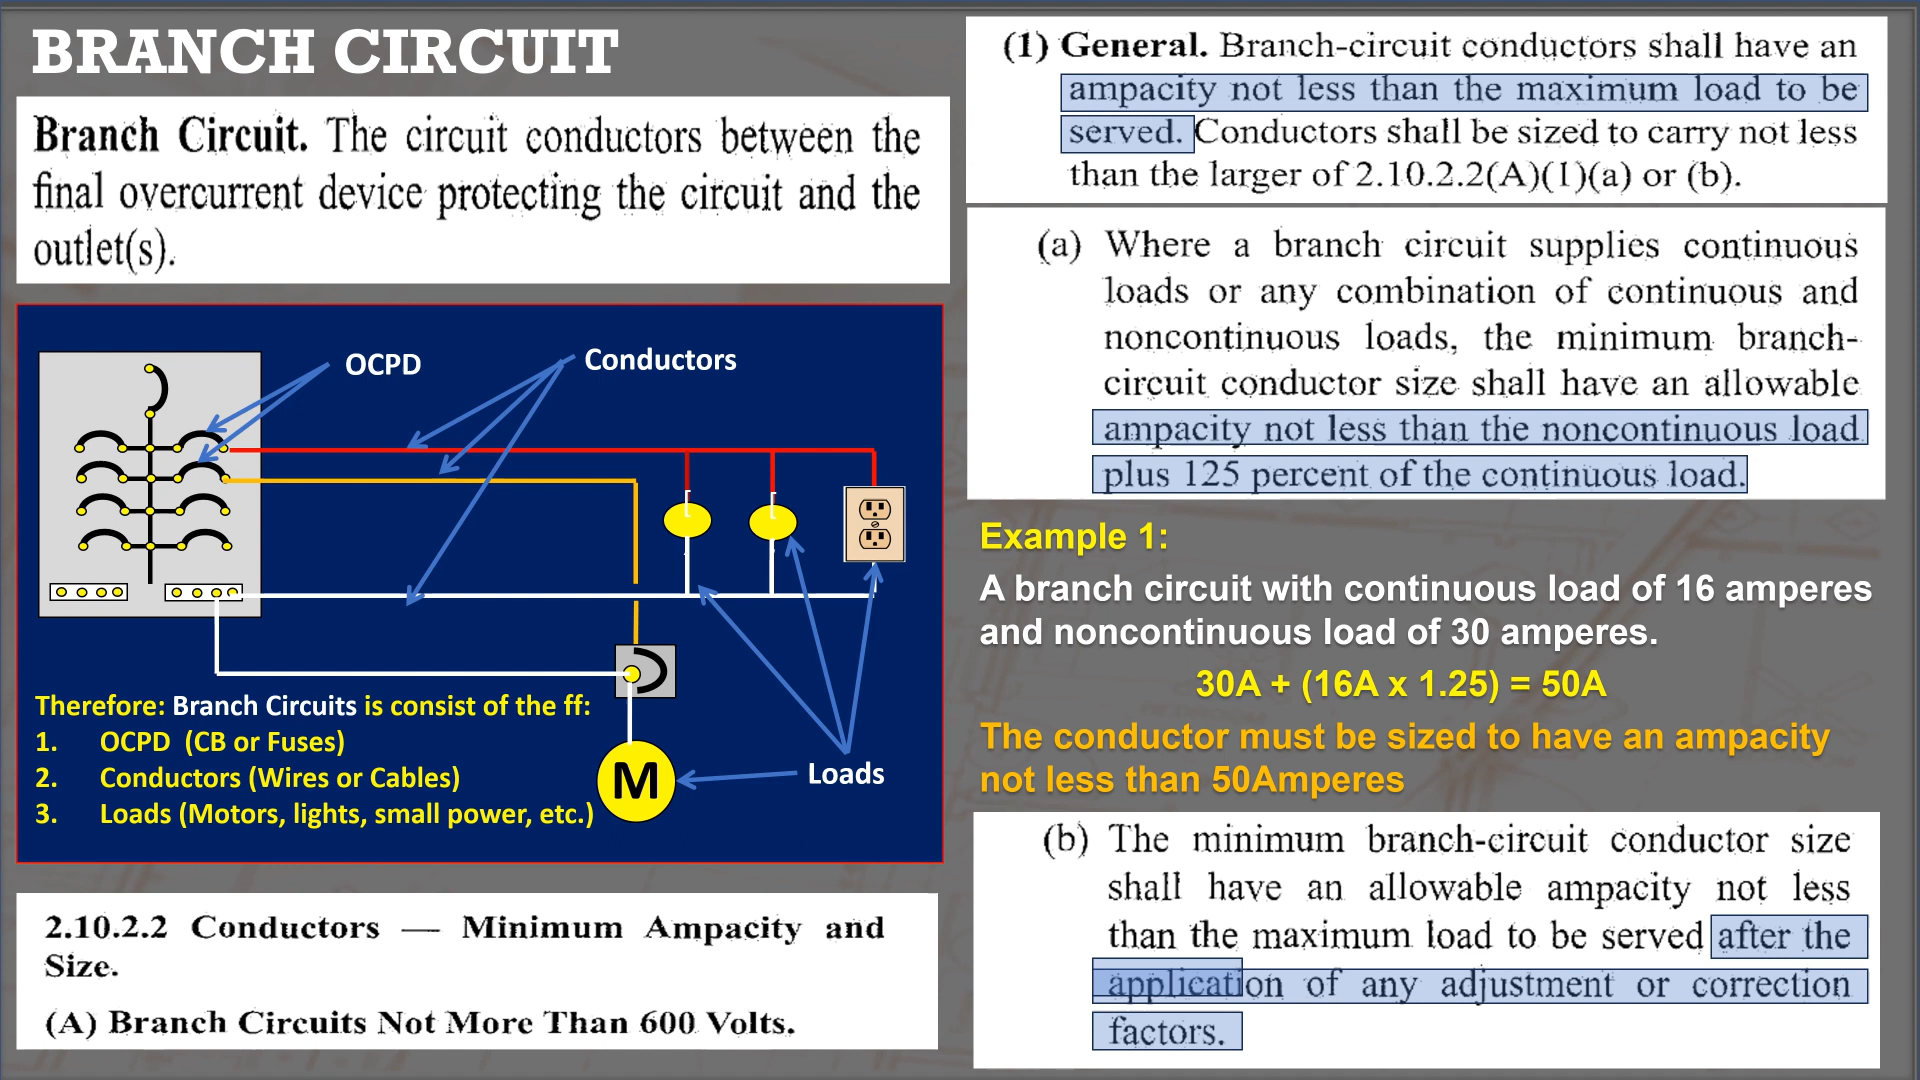 BRANCH CIRCUIT
Branch Circuit. The circuit conductors between the
final overcurrent device protecting the circuit and the
outlet(s).
OCPD
Conductors
Loads
M
Therefore: Branch Circuits is consist of the ff:
1. OCPD (CB or Fuses)
2. Conductors (Wires or Cables)
3. Loads (Motors, lights, small power, etc.)
2.10.2.2 Conductors — Minimum Ampacity and
Size.
(A) Branch Circuits Not More Than 600 Volts.
(1) General. Branch-circuit conductors shall have an
ampacity not less than the maximum load to be
served. Conductors shall be sized to carry not less
than the larger of 2.10.2.2(A)(1)(a) or (b).
(a) Where a branch circuit supplies continuous
loads or any combination of continuous and
noncontinuous loads, the minimum branch-
circuit conductor size shall have an allowable
ampacity not less than the noncontinuous load
plus 125 percent of the continuous load.
Example 1:
A branch circuit with continuous load of 16 amperes
and noncontinuous load of 30 amperes.
30A + (16A x 1.25) = 50A
The conductor must be sized to have an ampacity
not less than 50Amperes
(b) The minimum branch-circuit conductor size
shall have an allowable ampacity not less
than the maximum load to be served after the
application of any adjustment or correction
factors.